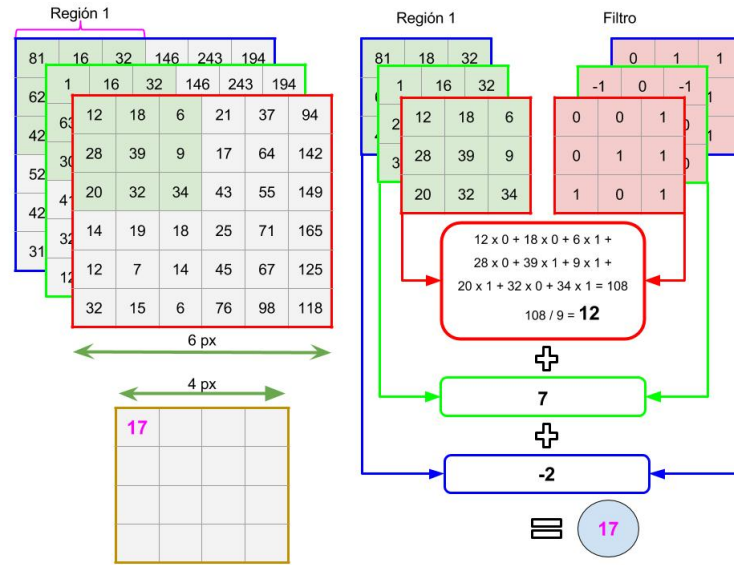 Región 1
81 16 32 146 243 194
62
42
52
42
31
1 16 32 146 243 194
63
30
41
32
12
12 18 6 21 37 94
28 39 9 17 64 142
20 32 34 43 55 149
14 19 18 25 71 165
12 7 14 45 67 125
32 15 6 76 98 118
6 px
4 px
17
Región 1
81 18 32
1 16 32
2
3
12 18 6
28 39 9
20 32 34
Filtro
0 1 1
-1 0 -1
0 0 1
0 1 1
1 0 1
12 x 0 + 18 x 0 + 6 x 1 +
28 x 0 + 39 x 1 + 9 x 1 +
20 x 1 + 32 x 0 + 34 x 1 = 108
108 / 9 = 12
7
-2
17